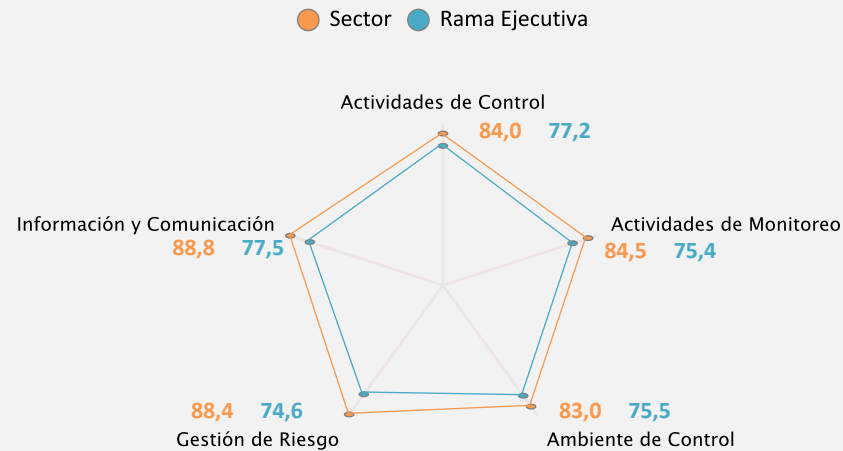 Sector Rama Ejecutiva
Actividades de Control
84,0 77,2
Información y Comunicación
88,8 77,5
Actividades de Monitoreo
84,5 75,4
88,4 74,6
Gestión de Riesgo
83,0 75,5
Ambiente de Control